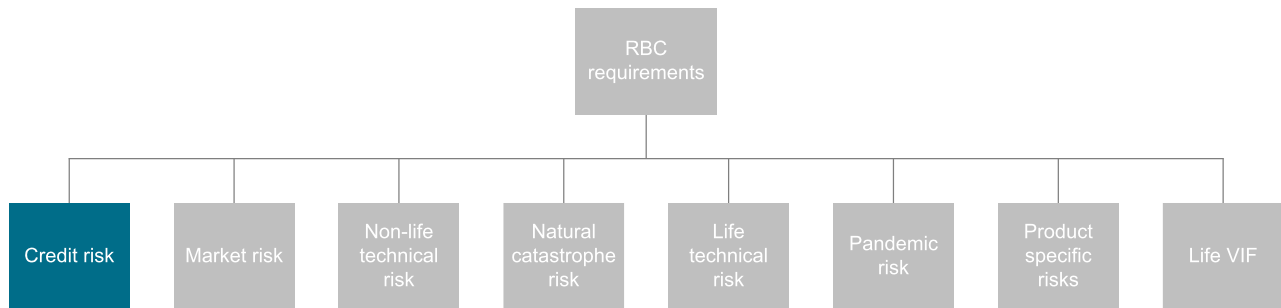 RBC
requirements
Credit risk
Market risk
Non-life
technical
risk
Natural
catastrophe
risk
Life
technical
risk
Pandemic
risk
Product
specific
risks
Life VIF